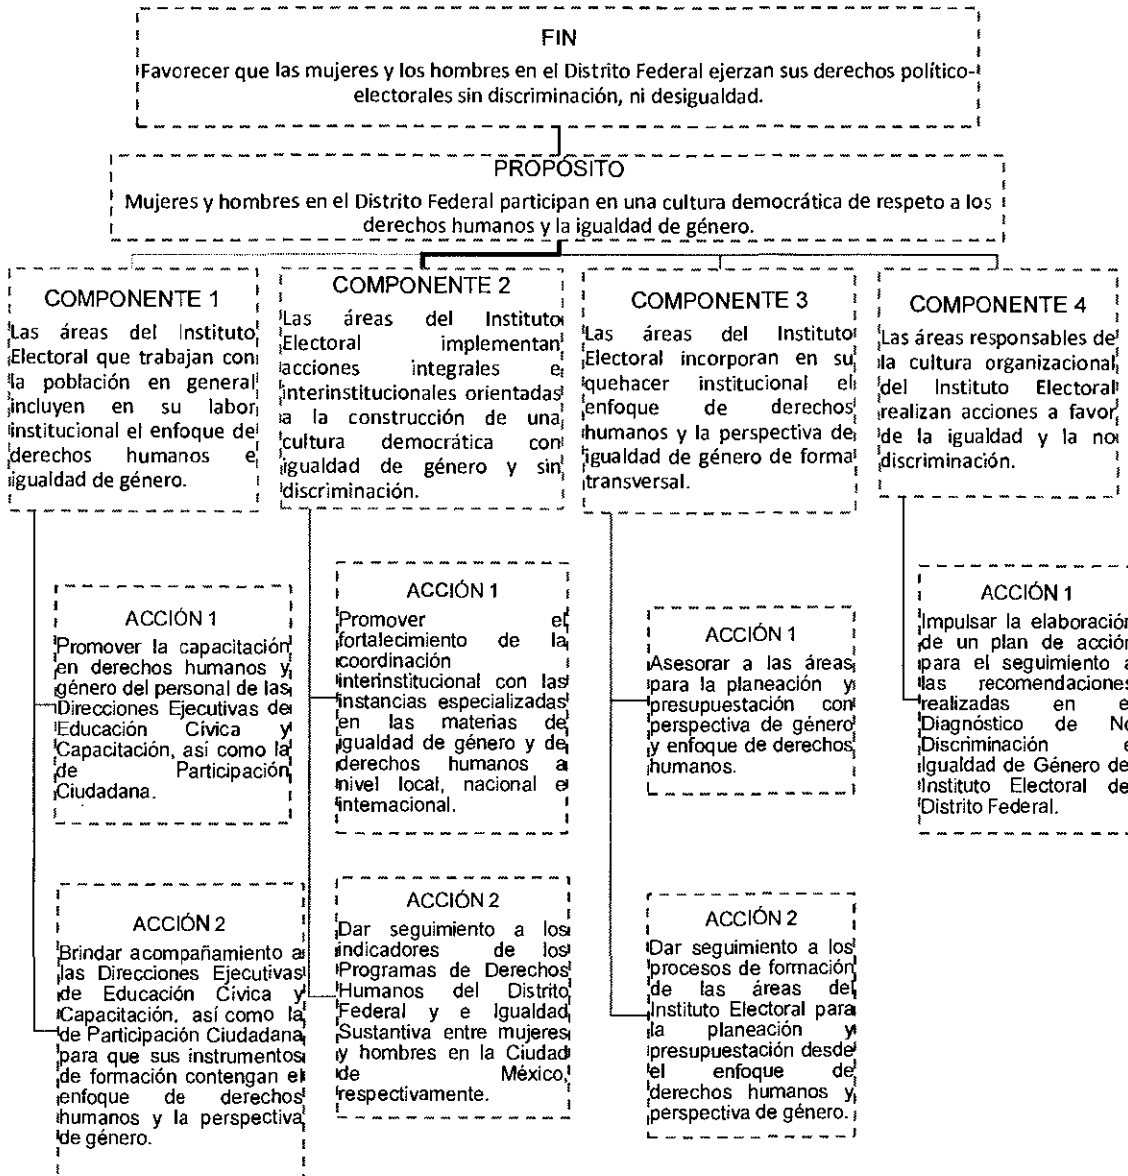 FIN
Favorecer que las mujeres y los hombres en el Distrito Federal ejerzan sus derechos político-
electorales sin discriminación, ni desigualdad.
PROPÓSITO
Mujeres y hombres en el Distrito Federal participan en una cultura democrática de respeto a los
derechos humanos y la igualdad de género.
COMPONENTE 1
Las áreas del Instituto
Electoral que trabajan con
la población en general
incluyen en su labor
institucional el enfoque de
derechos humanos e
igualdad de género.
COMPONENTE 2
Las áreas del Instituto
Electoral implementan
acciones integrales e
interinstitucionales orientadas
a la construcción de una
cultura democrática con
igualdad de género y sin
discriminación.
COMPONENTE 3
Las áreas del Instituto
Electoral incorporan en su
quehacer institucional el
enfoque de derechos
humanos y la perspectiva de
igualdad de género de forma
transversal.
COMPONENTE 4
Las áreas responsables de
la cultura organizacional
del Instituto Electoral
realizan acciones a favor
de la igualdad y la no
discriminación.
ACCIÓN 1
Promover la capacitación
en derechos humanos y
género del personal de las
Direcciones Ejecutivas de
Educación Cívica y
Capacitación, así como la
de Participación
Ciudadana.
ACCIÓN 1
Promover el
fortalecimiento de la
coordinación
interinstitucional con las
instancias especializadas
en las materias de
igualdad de género y de
derechos humanos a
nivel local, nacional e
internacional.
ACCIÓN 1
Asesorar a las áreas
para la planeación y
presupuestación con
perspectiva de género
y enfoque de derechos
humanos.
ACCIÓN 1
Impulsar la elaboración
de un plan de acción
para el seguimiento a
las recomendaciones
realizadas en e
Diagnóstico de No
Discriminación e
Igualdad de Género de
Instituto Electoral de
Distrito Federal.
ACCIÓN 2
Brindar acompañamiento a
las Direcciones Ejecutivas
de Educación Cívica y
Capacitación, así como la
de Participación Ciudadana
para que sus instrumentos
de formación contengan el
enfoque de derechos
humanos y la perspectiva
de género.
ACCIÓN 2
Dar seguimiento a los
indicadores de los
Programas de Derechos
Humanos del Distrito
Federal y e Igualdad
Sustantiva entre mujeres
y hombres en la Ciudad
de México,
respectivamente.
ACCIÓN 2
Dar seguimiento a los
procesos de formación
de las áreas del
Instituto Electoral para
la planeación y
presupuestación desde
el enfoque de
derechos humanos y
perspectiva de género.